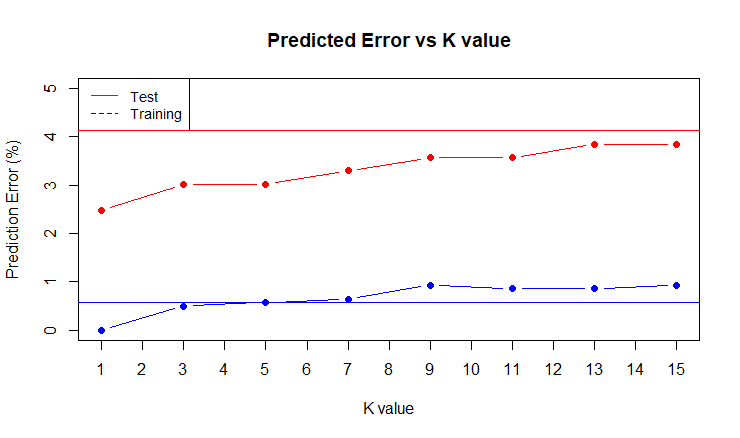 Predicted Error vs K value
Prediction Error (%)
5
4
3
2
1
0
Test
Training
1 2 3 4 5 6 7 8 9 10 11 12 13 14 15
K value